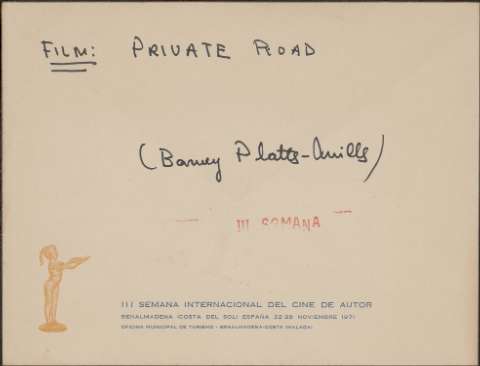 FILM: PRIVATE ROAD
(Barney Platts-Mills)
III SEMANA
III SEMANA INTERNACIONAL DEL CINE DE AUTOR
BENALMADENA (COSTA DEL SOL) ESPAÑA 22-28 NOVIEMBRE 1971
OFICINA MUNICIPAL DE TURISMO - BENALMADENA-COSTA (MALAGA)